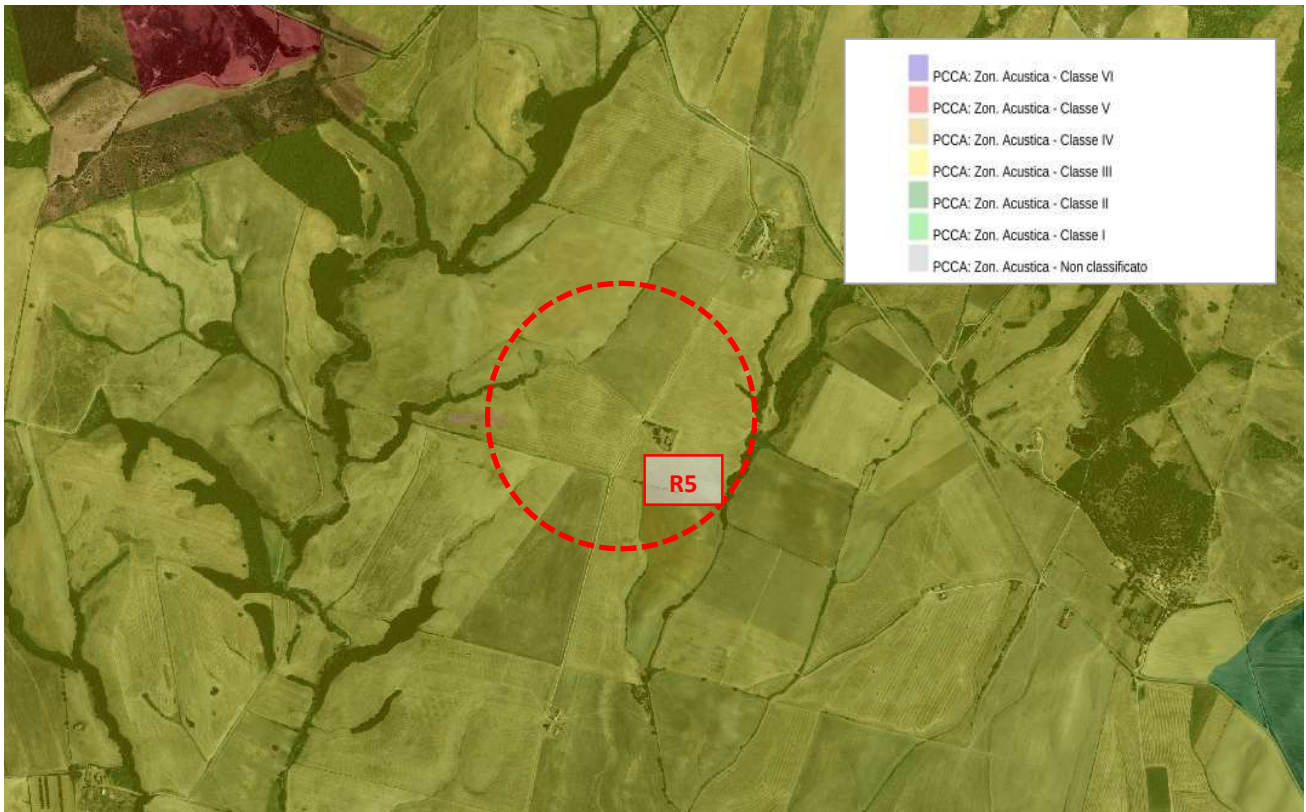 PCCA: Zon. Acustica - Classe VI
PCCA: Zon. Acustica - Classe V
PCCA: Zon. Acustica - Classe IV
PCCA: Zon. Acustica - Classe III
PCCA: Zon. Acustica - Classe II
PCCA: Zon. Acustica - Classe I
PCCA: Zon. Acustica - Non classificato
R5